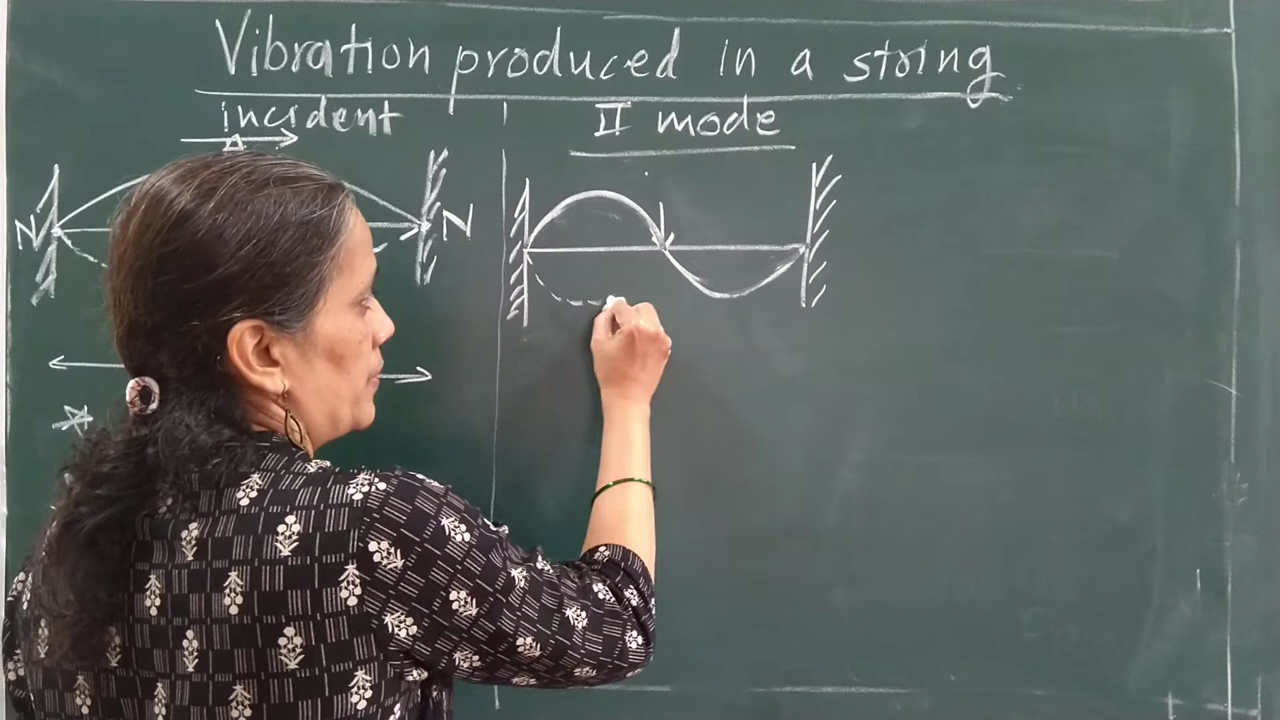 Vibration produced in a string
incident
II mode
A
N
N